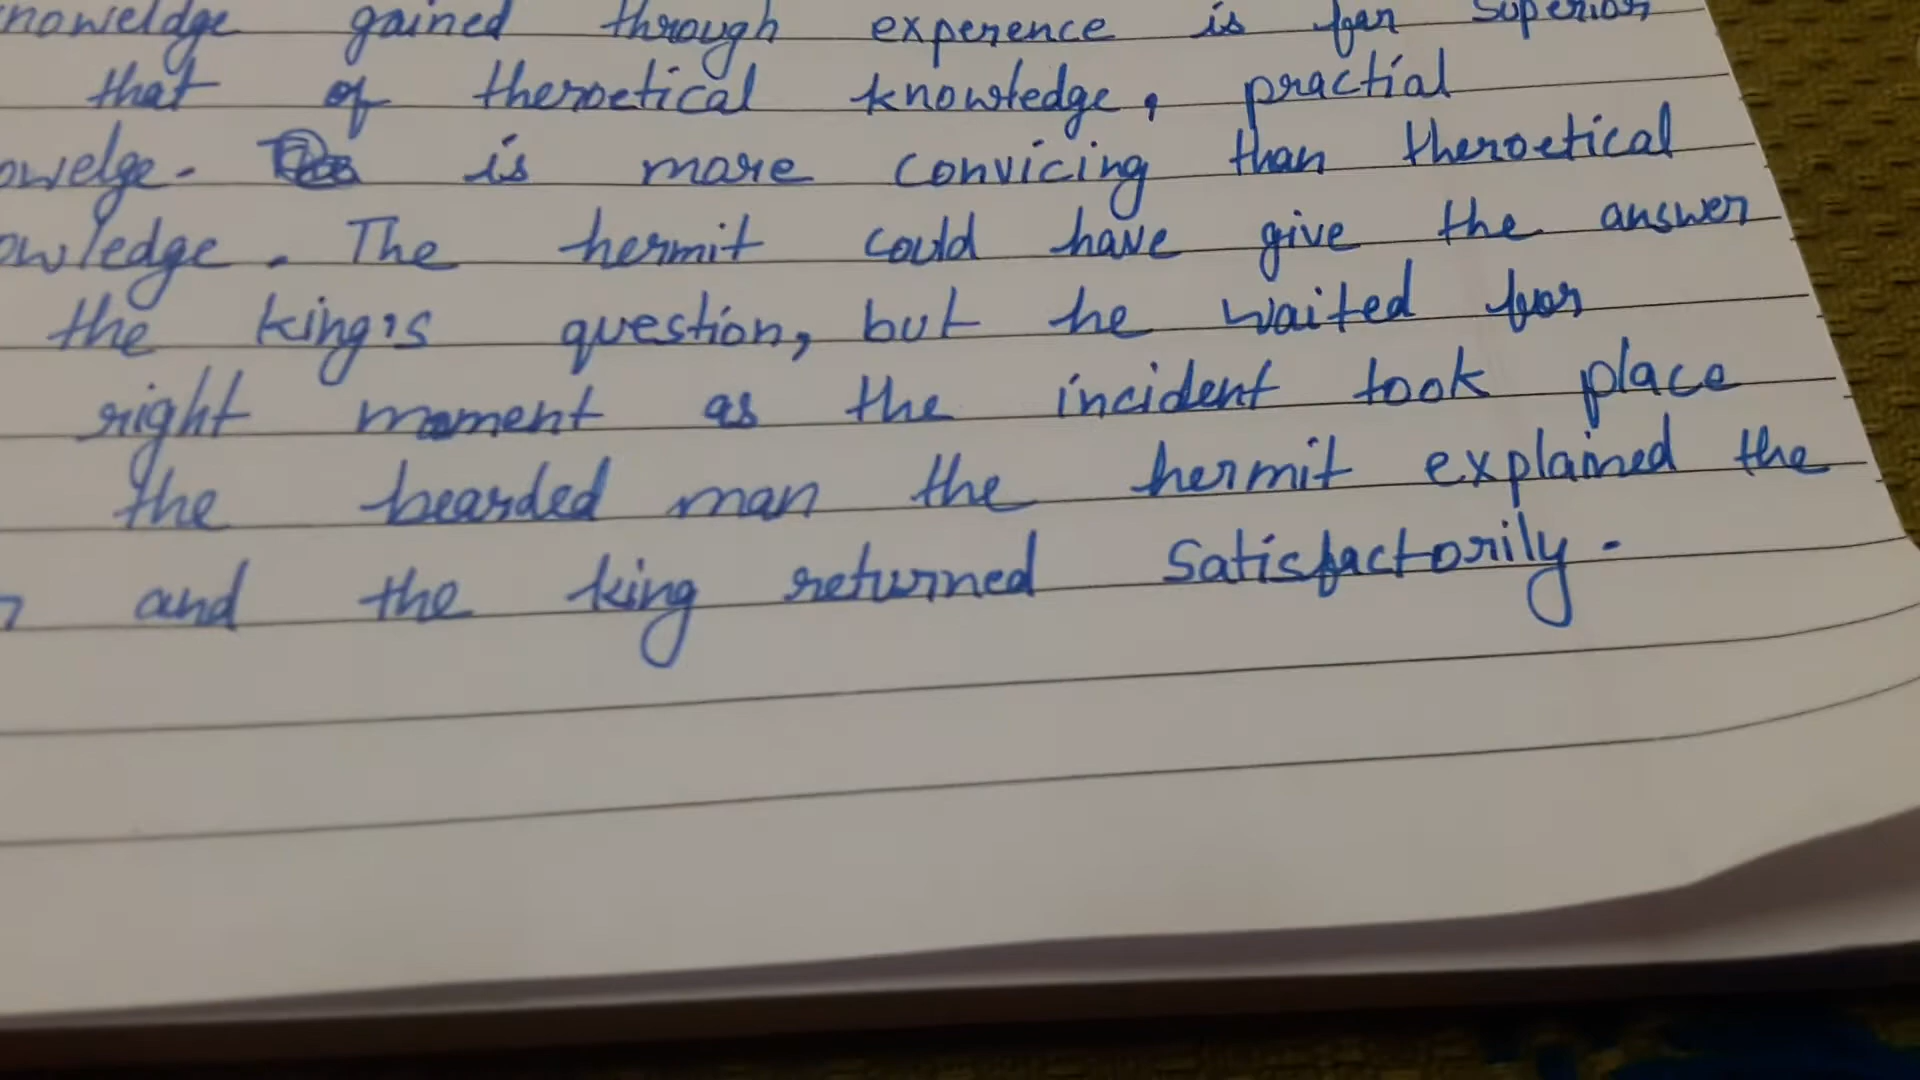 noweldge gained through experence is far superior
that of theroetical knowledge, practial
owelge. is more convicing than theroetical
owledge. The hermit could have give the answer
the king's question, but he waited for
right moment as the incident took place
the bearded man the hermit explained the
and the king returned satisfactorily.